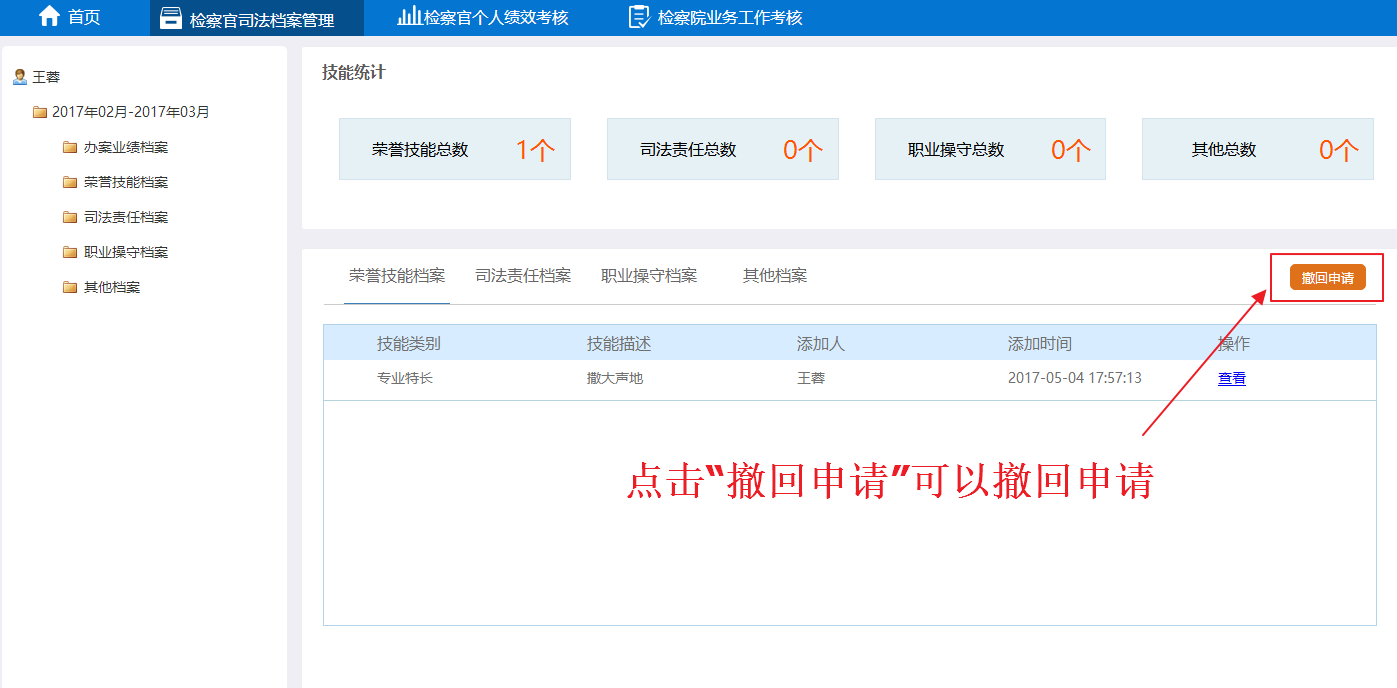 首页
检察官司法档案管理
检察官个人绩效考核
检察院业务工作考核
王蓉
2017年02月-2017年03月
办案业绩档案
荣誉技能档案
司法责任档案
职业操守档案
其他档案
技能统计
荣誉技能总数 1个
司法责任总数 0个
职业操守总数 0个
其他总数 0个
荣誉技能档案 司法责任档案 职业操守档案 其他档案
撤回申请
技能类别 技能描述 添加人 添加时间 操作
专业特长 撒大声地 王蓉 2017-05-04 17:57:13 查看
点击“撤回申请”可以撤回申请